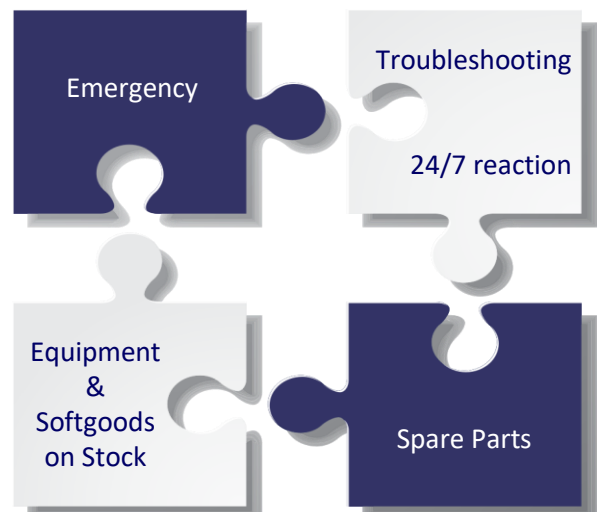 Emergency
Troubleshooting
24/7 reaction
Equipment
&
Softgoods
on Stock
Spare Parts